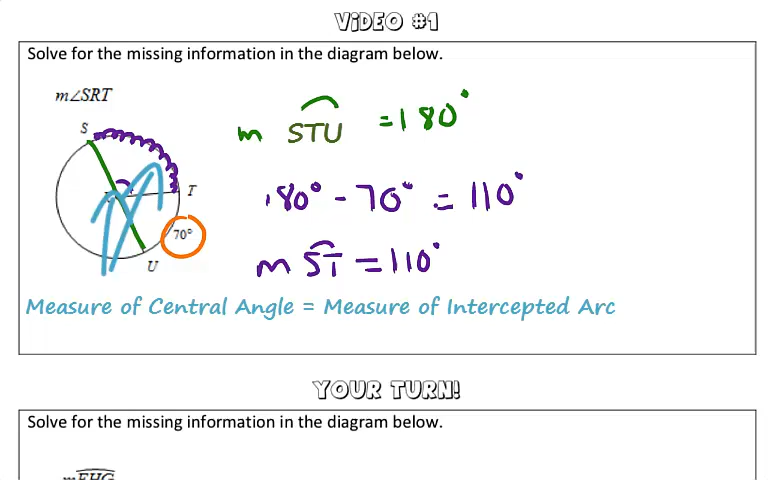 VIDEO #1
Solve for the missing information in the diagram below.
m∠SRT
S
T
70°
U
m STU = 180°
180° - 70° = 110°
m ST = 110°
Measure of Central Angle = Measure of Intercepted Arc
YOUR TURN!
Solve for the missing information in the diagram below.
mEHG